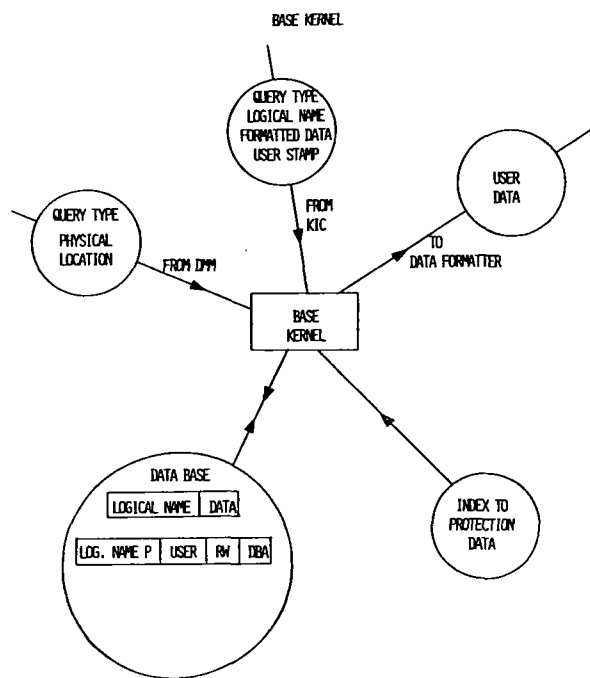 BASE KERNEL
QUERY TYPE
LOGICAL NAME
FORMATTED DATA
USER STAMP
FROM
KIC
USER
DATA
TO
DATA FORMATTER
QUERY TYPE
PHYSICAL
LOCATION
FROM DMM
BASE
KERNEL
DATA BASE
LOGICAL NAME DATA
LOG. NAME P USER RW DBA
INDEX TO
PROTECTION
DATA